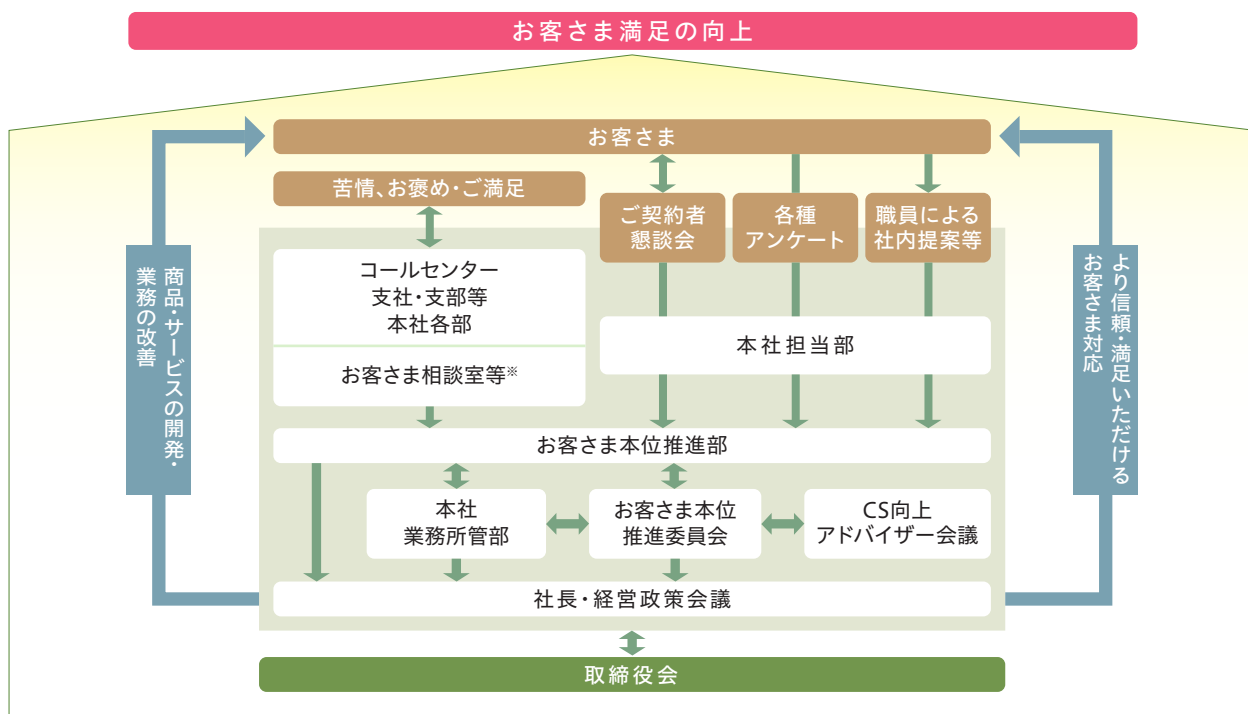 お客さま満足の向上
お客さま
苦情、お褒め・ご満足
ご契約者
懇談会
各種
アンケート
職員による
社内提案等
コールセンター
支社・支部等
本社各部
お客さま相談室等※
本社担当部
商品・サービスの開発・
業務の改善
より信頼・満足いただける
お客さま対応
お客さま本位推進部
本社
業務所管部
お客さま本位
推進委員会
CS向上
アドバイザー会議
社長・経営政策会議
取締役会